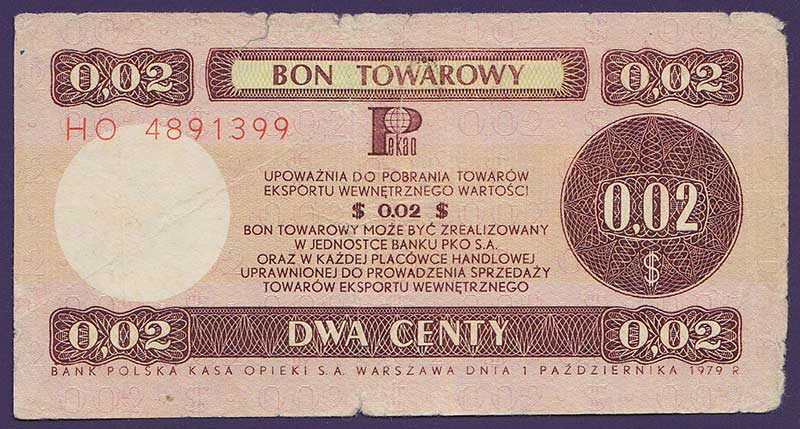 0,02 BON TOWAROWY 0,02
HO 4891399
Pekao
UPOWAŻNIA DO POBRANIA TOWARÓW
EKSPORTU WEWNĘTRZNEGO WARTOŚCI
$ 0.02 $
BON TOWAROWY MOŻE BYĆ ZREALIZOWANY
W JEDNOSTCE BANKU PKO S.A.
ORAZ W KAŻDEJ PLACÓWCE HANDLOWEJ
UPRAWNIONEJ DO PROWADZENIA SPRZEDAŻY
TOWARÓW EKSPORTU WEWNĘTRZNEGO
0,02
$
0,02 DWA CENTY 0,02
BANK POLSKA KASA OPIEKI S.A. WARSZAWA DNIA 1 PAŹDZIERNIKA 1979 R